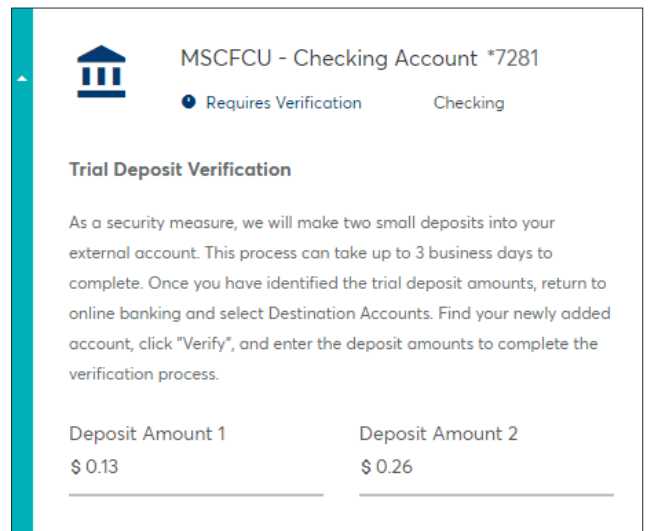 MSCFCU - Checking Account *7281
Requires Verification Checking
Trial Deposit Verification
As a security measure, we will make two small deposits into your
external account. This process can take up to 3 business days to
complete. Once you have identified the trial deposit amounts, return to
online banking and select Destination Accounts. Find your newly added
account, click "Verify", and enter the deposit amounts to complete the
verification process.
Deposit Amount 1 Deposit Amount 2
$ 0.13 $ 0.26